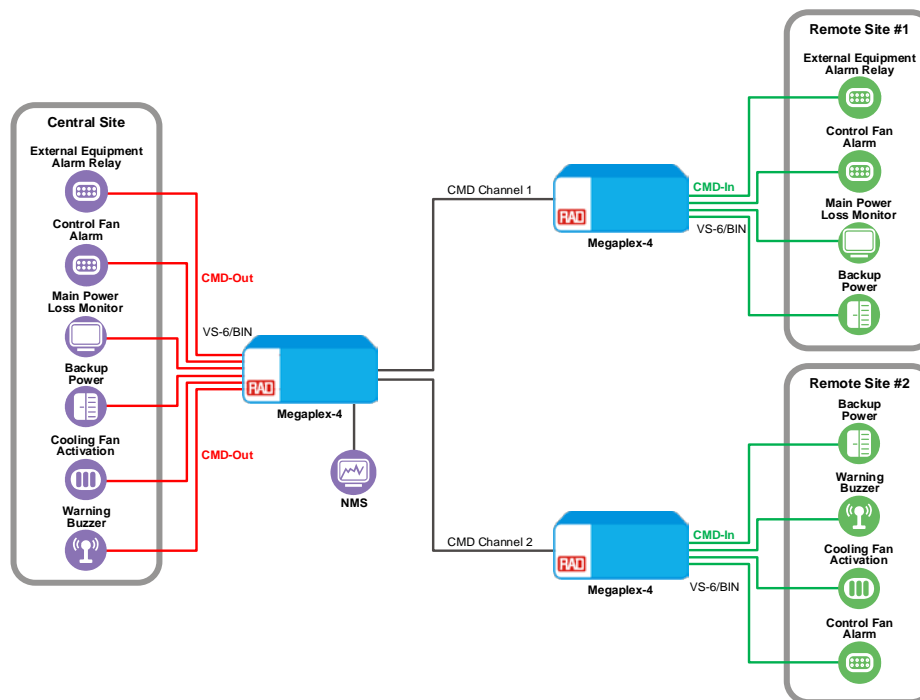 Central Site
External Equipment
Alarm Relay
Control Fan
Alarm
Main Power
Loss Monitor
Backup
Power
Cooling Fan
Activation
Warning
Buzzer
CMD-Out
VS-6/BIN
CMD-Out
RAD
Megaplex-4
NMS
CMD Channel 1
RAD
Megaplex-4
CMD-In
VS-6/BIN
Remote Site #1
External Equipment
Alarm Relay
Control Fan
Alarm
Main Power
Loss Monitor
Backup
Power
CMD Channel 2
RAD
Megaplex-4
CMD-In
VS-6/BIN
Remote Site #2
Backup
Power
Warning
Buzzer
Cooling Fan
Activation
Control Fan
Alarm